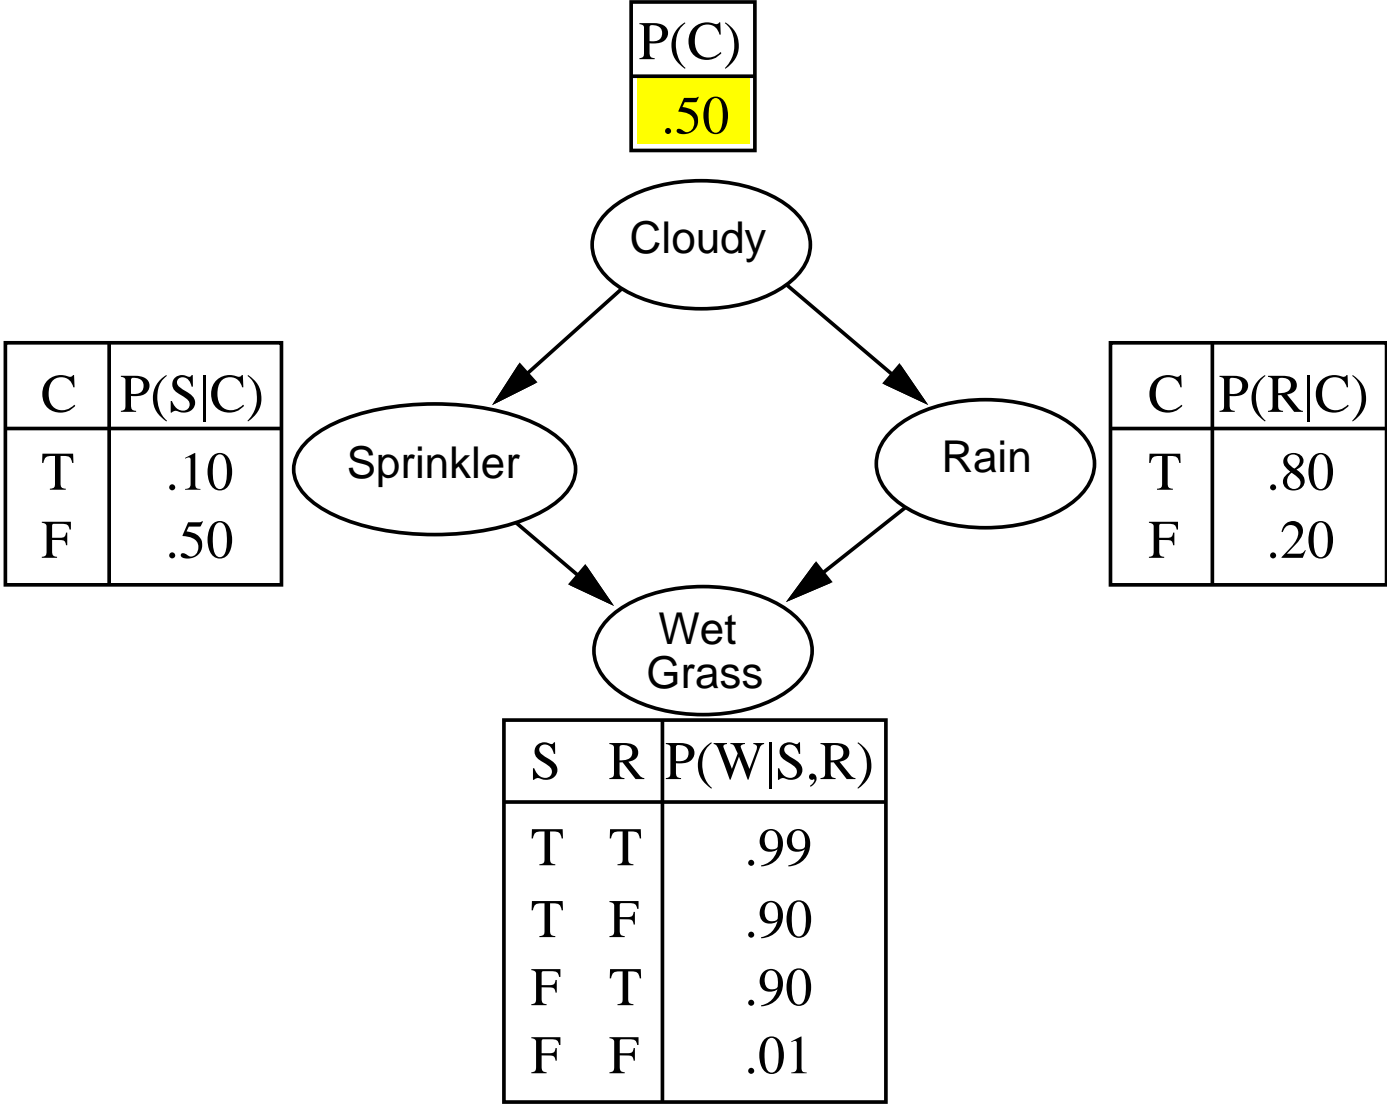 P(C)
.50
Cloudy
C P(S|C)
T .10
F .50
Sprinkler
Rain
C P(R|C)
T .80
F .20
Wet
Grass
S R P(W|S,R)
T T .99
T F .90
F T .90
F F .01